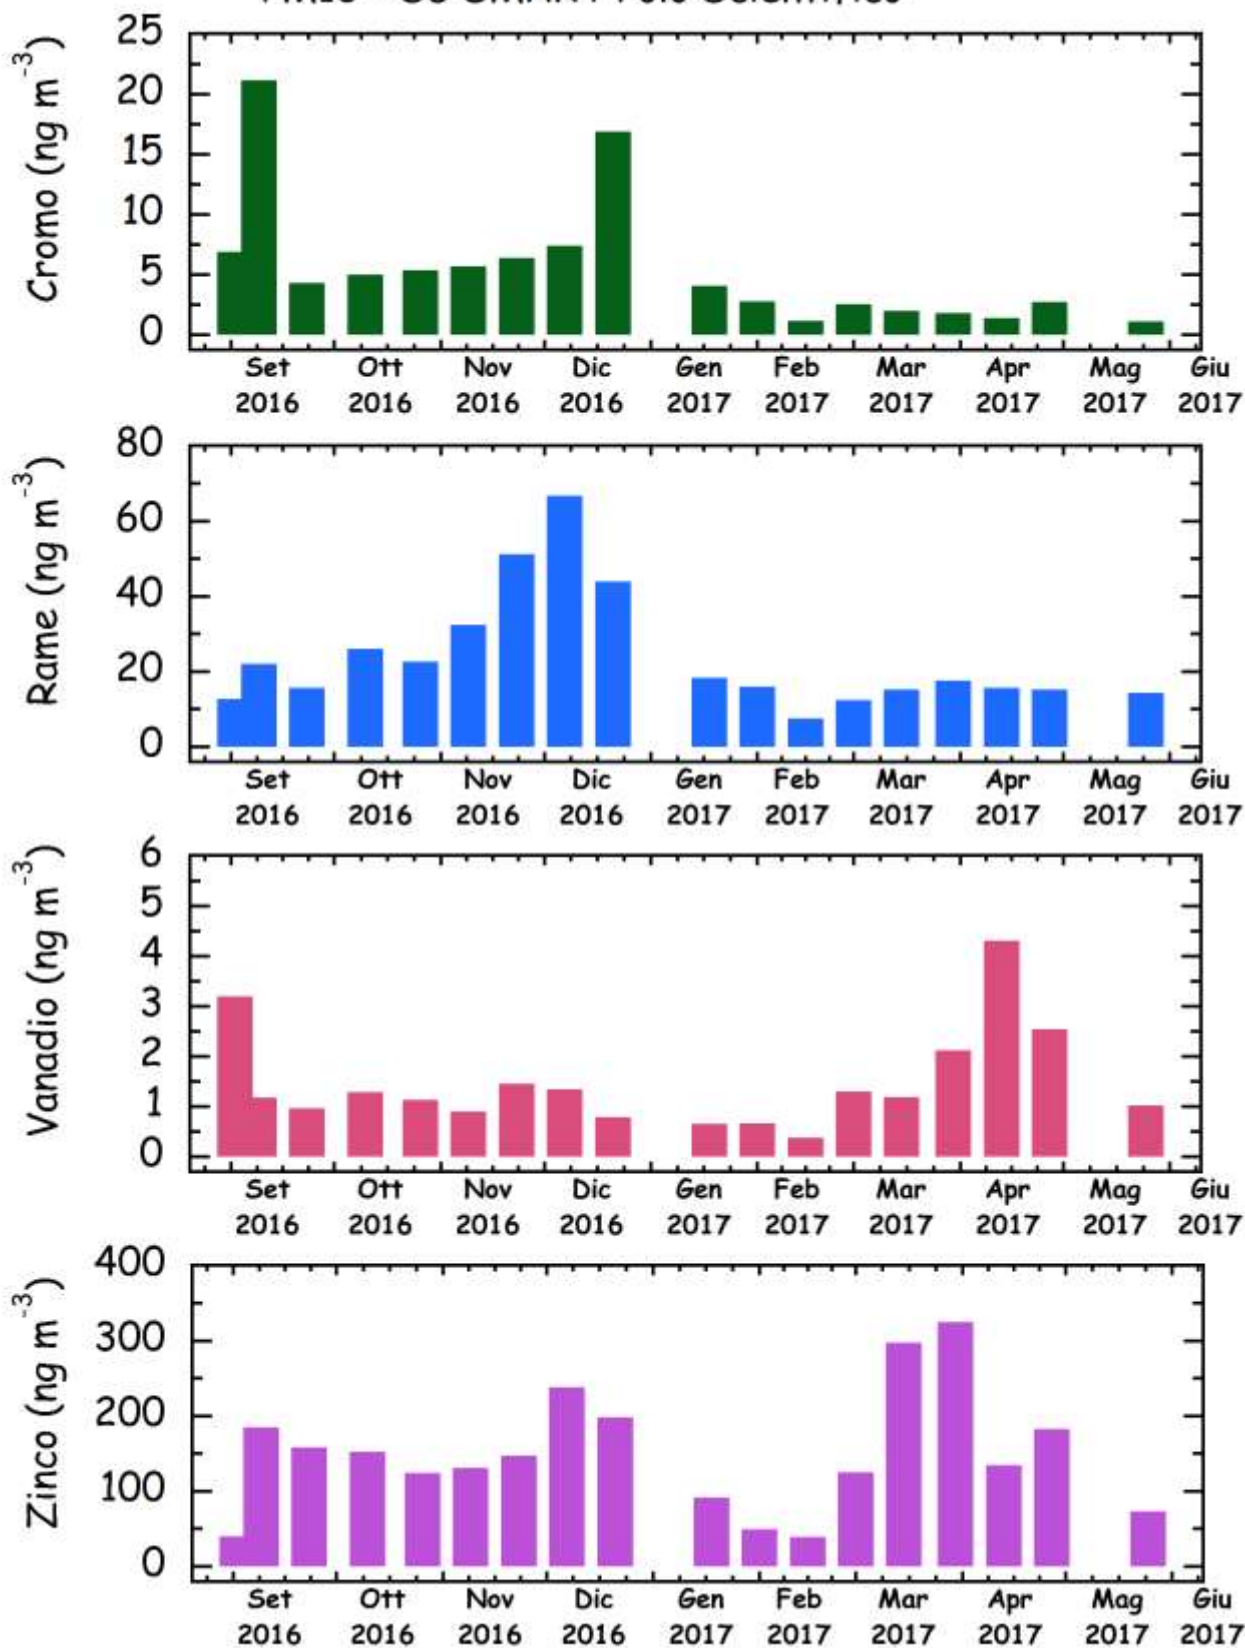 Cromo (ng m⁻³)
25
20
15
10
5
0
Set Ott Nov Dic Gen Feb Mar Apr Mag Giu
2016 2016 2016 2016 2017 2017 2017 2017 2017 2017
Rame (ng m⁻³)
80
60
40
20
0
Set Ott Nov Dic Gen Feb Mar Apr Mag Giu
2016 2016 2016 2016 2017 2017 2017 2017 2017 2017
Vanadio (ng m⁻³)
6
5
4
3
2
1
0
Set Ott Nov Dic Gen Feb Mar Apr Mag Giu
2016 2016 2016 2016 2017 2017 2017 2017 2017 2017
Zinco (ng m⁻³)
400
300
200
100
0
Set Ott Nov Dic Gen Feb Mar Apr Mag Giu
2016 2016 2016 2016 2017 2017 2017 2017 2017 2017